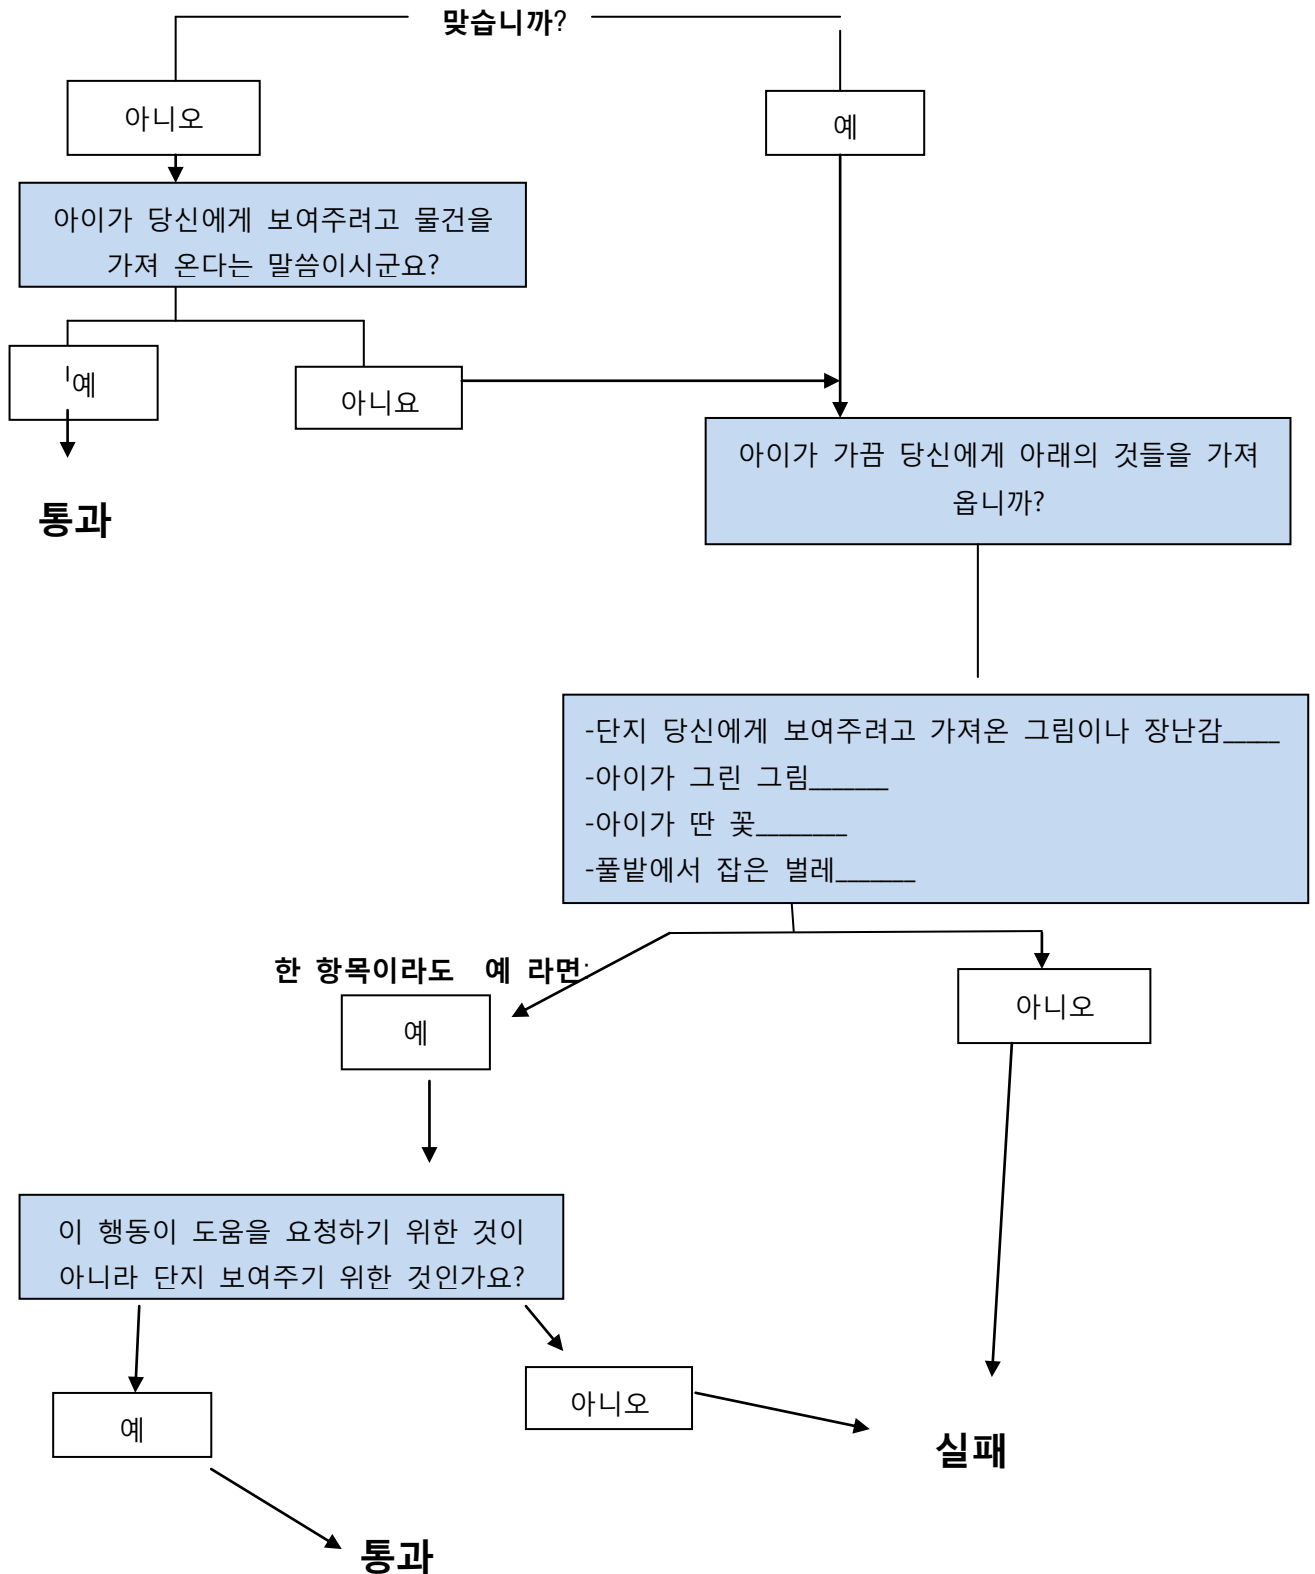 맞습니까?
아니오
예
아이가 당신에게 보여주려고 물건을
가져 온다는 말씀이시군요?
예
아니요
통과
아이가 가끔 당신에게 아래의 것들을 가져
옵니까?
-단지 당신에게 보여주려고 가져온 그림이나 장난감_____
-아이가 그린 그림_______
-아이가 딴 꽃________
-풀밭에서 잡은 벌레_______
한 항목이라도 예 라면:
예
아니오
이 행동이 도움을 요청하기 위한 것이
아니라 단지 보여주기 위한 것인가요?
예
아니오
실패
통과